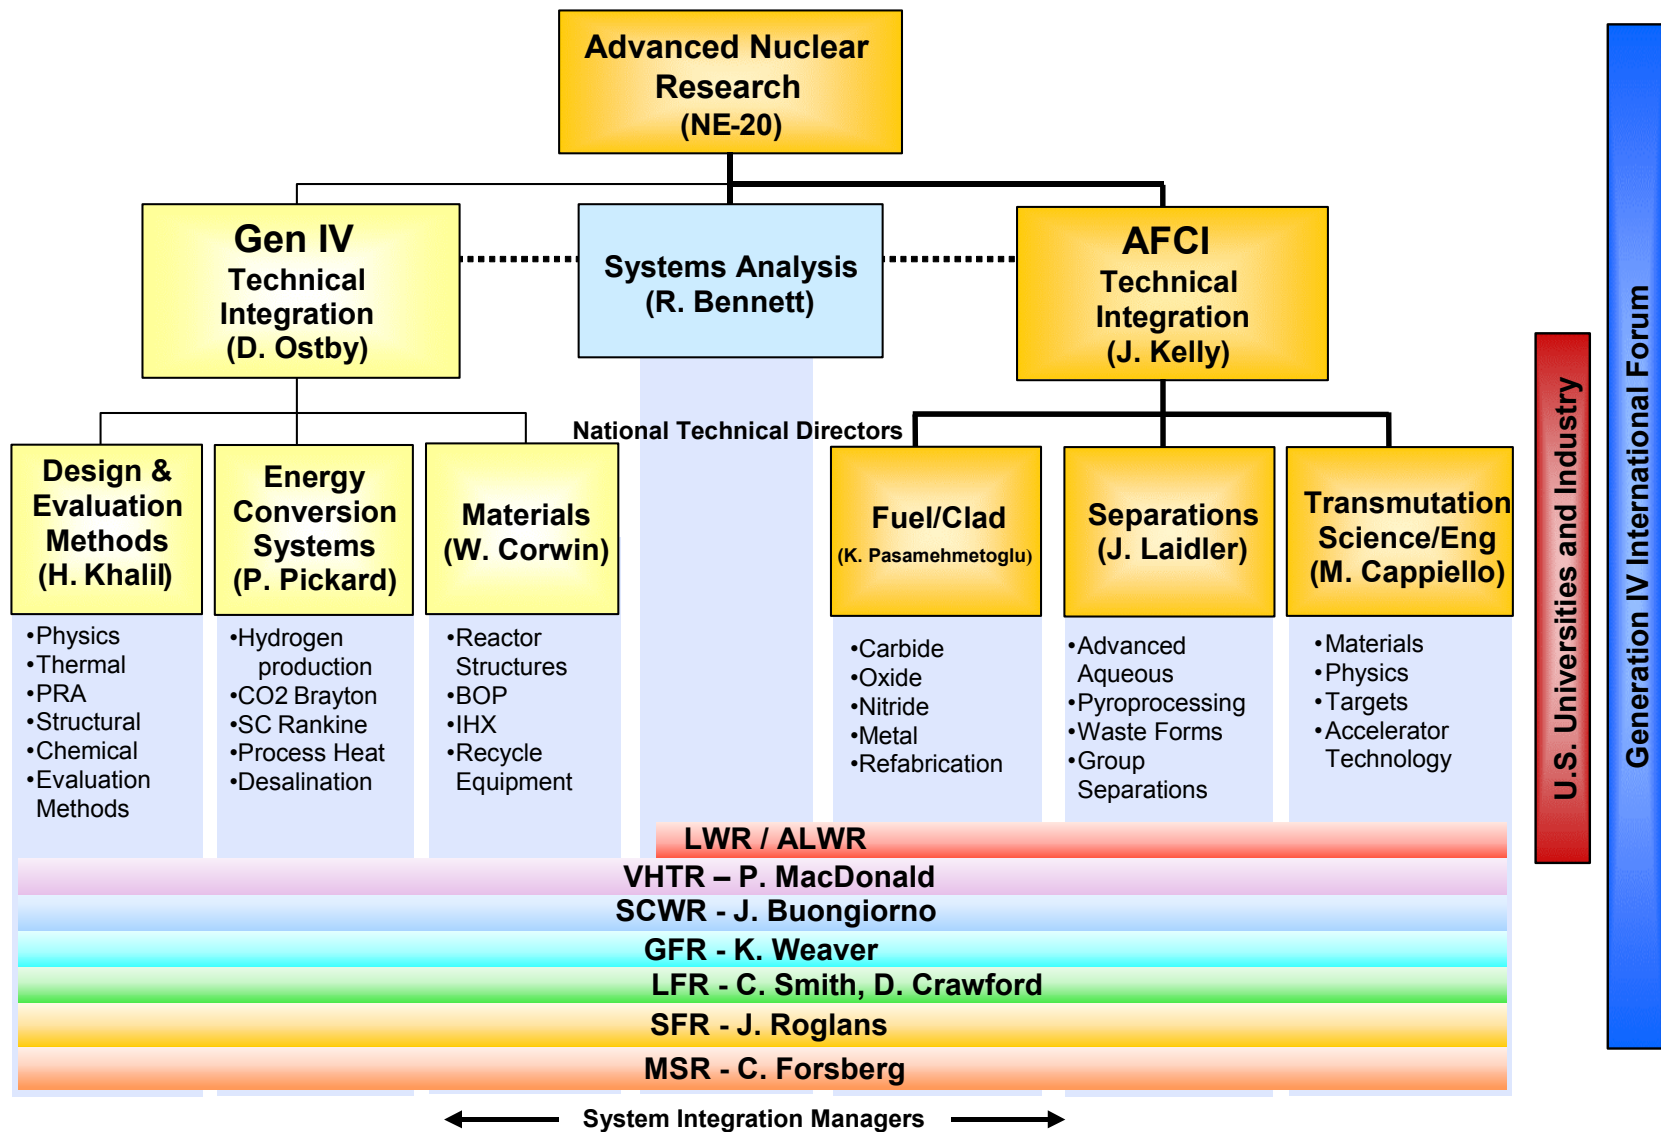 Advanced Nuclear
Research
(NE-20)
Gen IV
Technical
Integration
(D. Ostby)
Systems Analysis
(R. Bennett)
AFCI
Technical
Integration
(J. Kelly)
National Technical Directors
Design &
Evaluation
Methods
(H. Khalil)
Energy
Conversion
Systems
(P. Pickard)
Materials
(W. Corwin)
Fuel/Clad
(K. Pasamehmetoglu)
Separations
(J. Laidler)
Transmutation
Science/Eng
(M. Cappiello)
•Physics
•Thermal
•PRA
•Structural
•Chemical
•Evaluation
Methods
•Hydrogen
production
•CO2 Brayton
•SC Rankine
•Process Heat
•Desalination
•Reactor
Structures
•BOP
•IHX
•Recycle
Equipment
•Carbide
•Oxide
•Nitride
•Metal
•Refabrication
•Advanced
Aqueous
•Pyroprocessing
•Waste Forms
•Group
Separations
•Materials
•Physics
•Targets
•Accelerator
Technology
LWR / ALWR
VHTR – P. MacDonald
SCWR - J. Buongiorno
GFR - K. Weaver
LFR - C. Smith, D. Crawford
SFR - J. Roglans
MSR - C. Forsberg
System Integration Managers
U.S. Universities and Industry
Generation IV International Forum